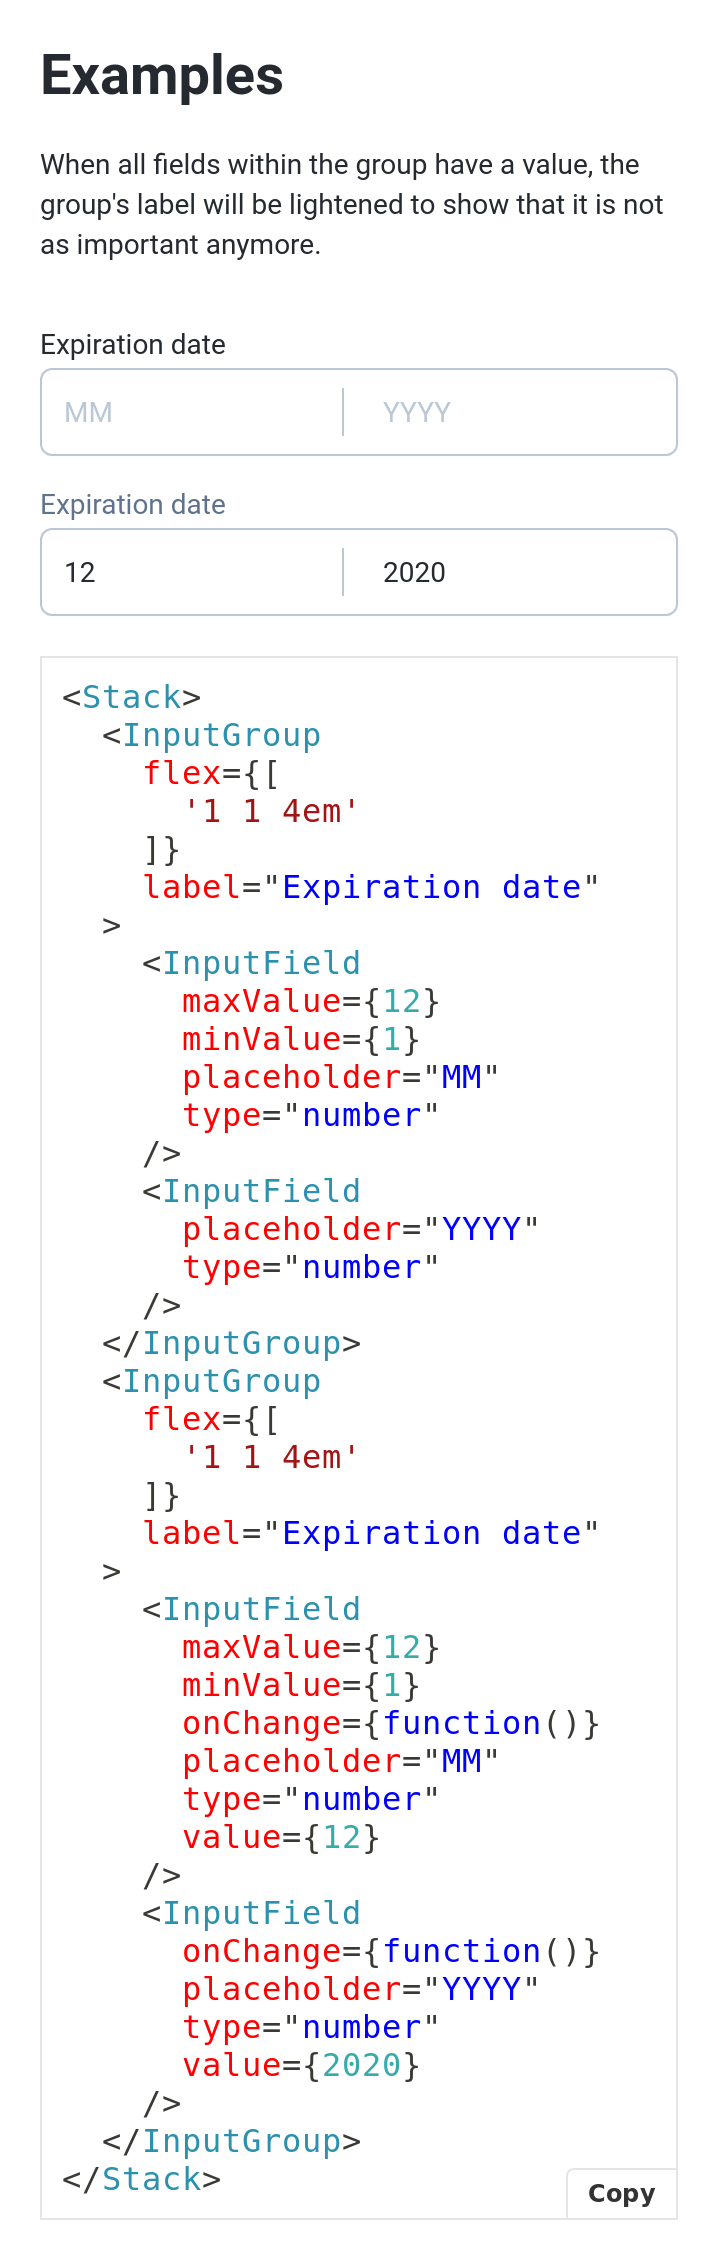 Examples
When all fields within the group have a value, the
group's label will be lightened to show that it is not
as important anymore.
Expiration date
MM YYYY
Expiration date
12 2020
<Stack>
  <InputGroup
    flex={[
      '1 1 4em'
    ]}
    label="Expiration date"
  >
    <InputField
      maxValue={12}
      minValue={1}
      placeholder="MM"
      type="number"
    />
    <InputField
      placeholder="YYYY"
      type="number"
    />
  </InputGroup>
  <InputGroup
    flex={[
      '1 1 4em'
    ]}
    label="Expiration date"
  >
    <InputField
      maxValue={12}
      minValue={1}
      onChange={function()}
      placeholder="MM"
      type="number"
      value={12}
    />
    <InputField
      onChange={function()}
      placeholder="YYYY"
      type="number"
      value={2020}
    />
  </InputGroup>
</Stack>
Copy